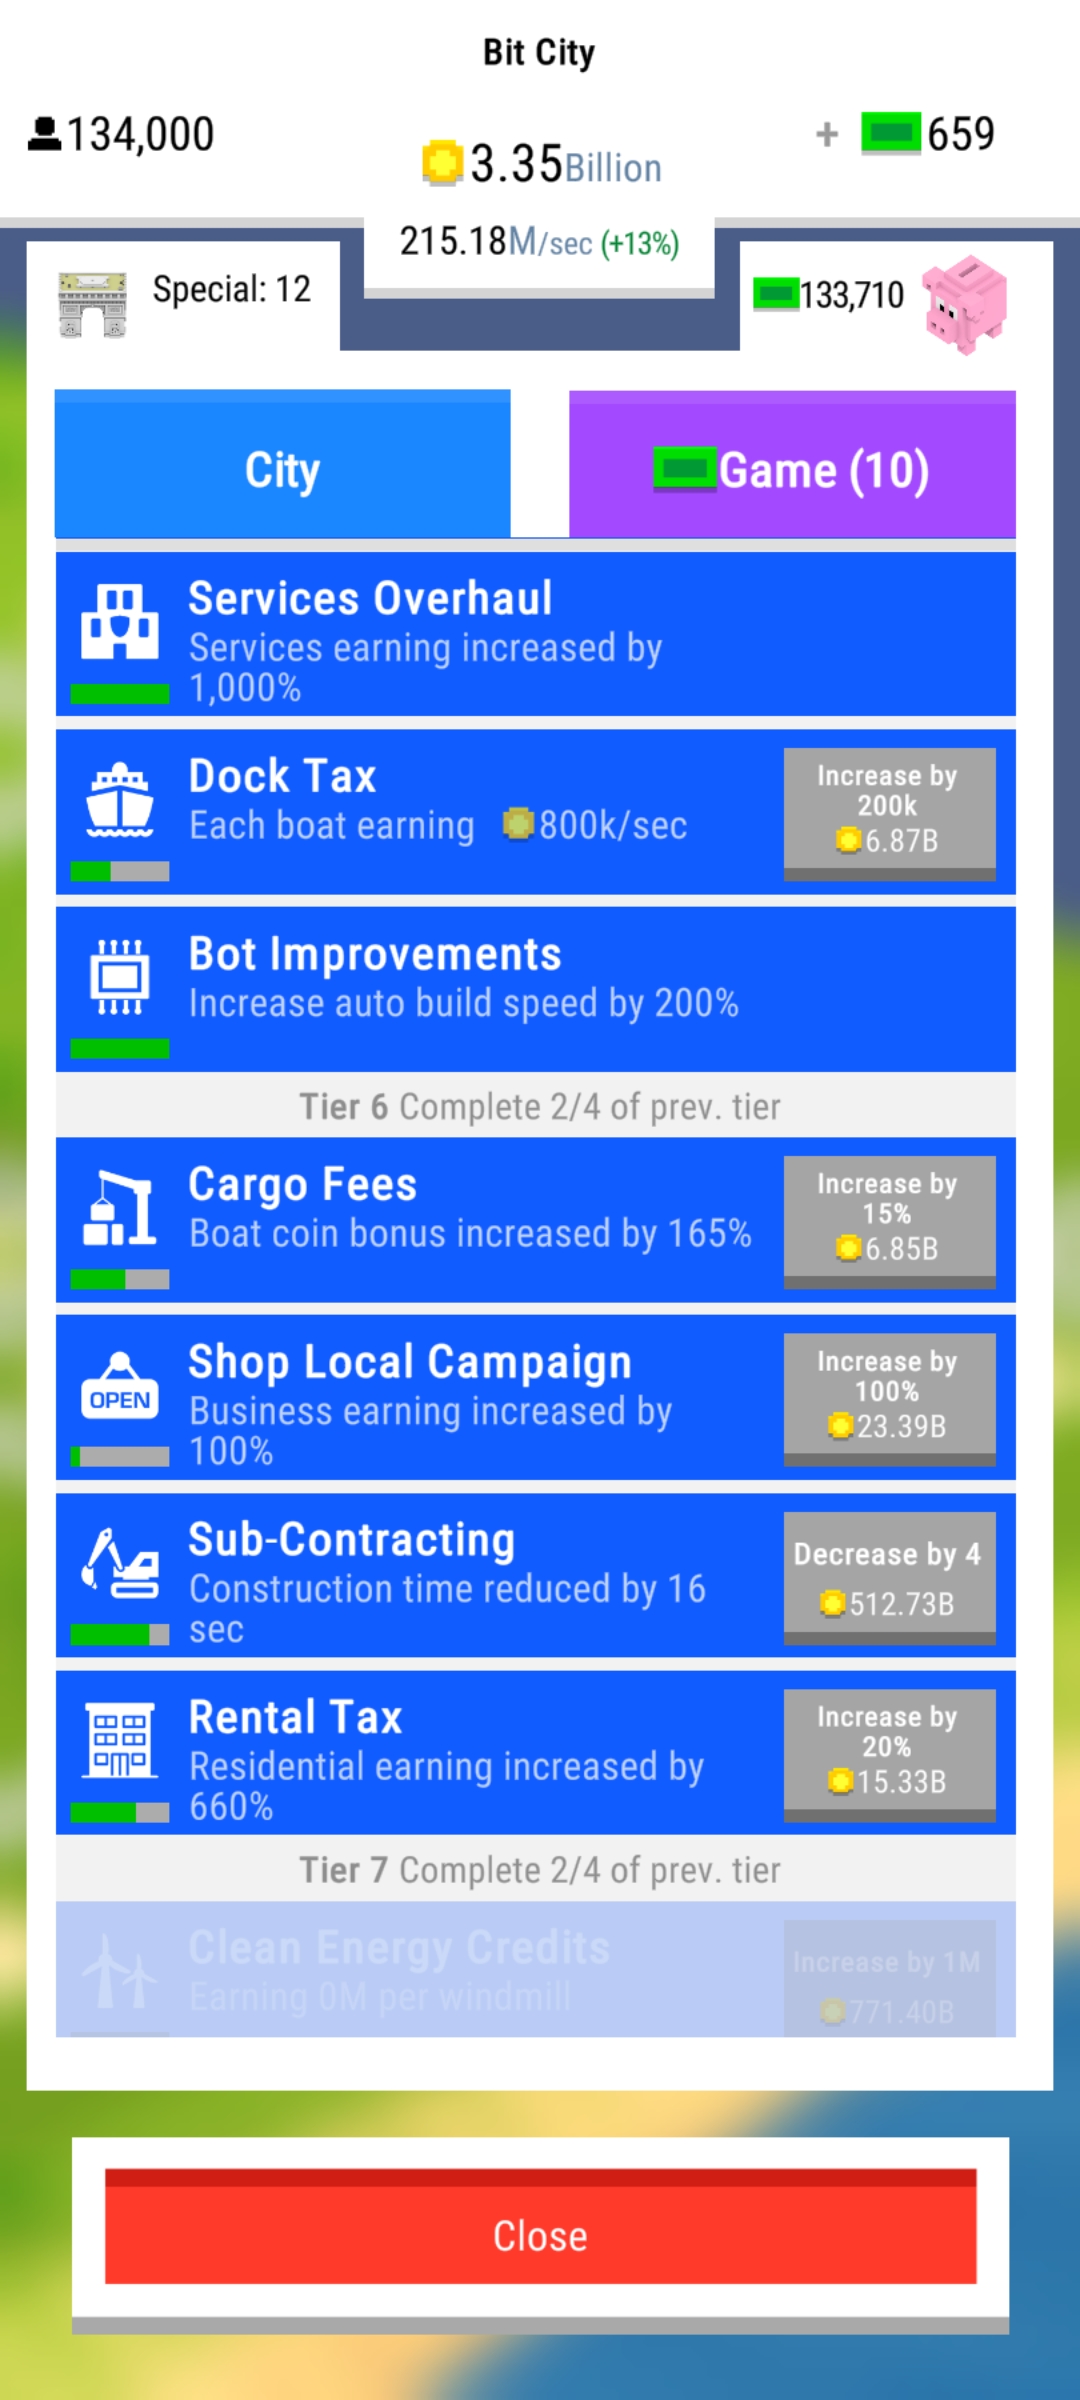 Bit City
134,000
3.35Billion
+ 659
215.18M/sec (+13%)
Special: 12
133,710
City
Game (10)
Services Overhaul
Services earning increased by
1,000%
Dock Tax
Each boat earning 800k/sec
Increase by
200k
6.87B
Bot Improvements
Increase auto build speed by 200%
Tier 6 Complete 2/4 of prev. tier
Cargo Fees
Boat coin bonus increased by 165%
Increase by
15%
6.85B
OPEN
Shop Local Campaign
Business earning increased by
100%
Increase by
100%
23.39B
Sub-Contracting
Construction time reduced by 16
sec
Decrease by 4
512.73B
Rental Tax
Residential earning increased by
660%
Increase by
20%
15.33B
Tier 7 Complete 2/4 of prev. tier
Clean Energy Credits
Earning 0M per windmill
Increase by 1M
771.40B
Close